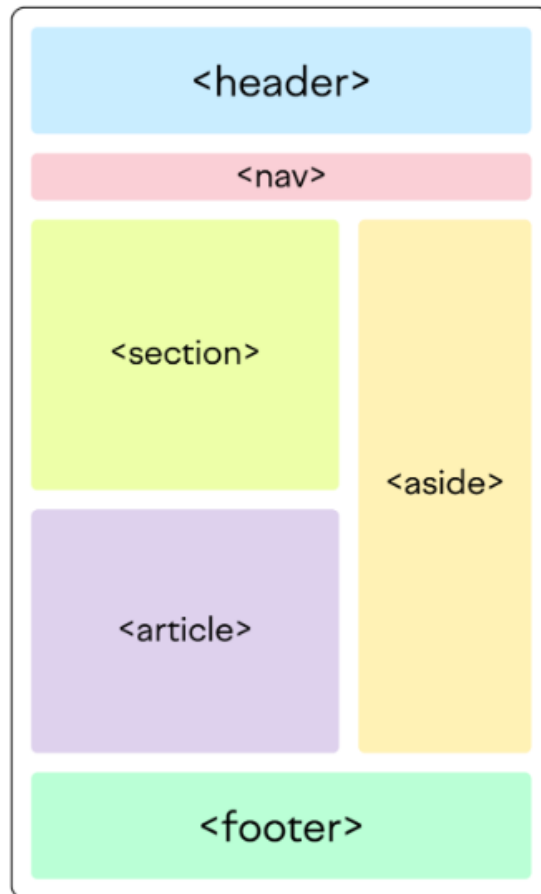 <header>
<nav>
<section>
<aside>
<article>
<footer>